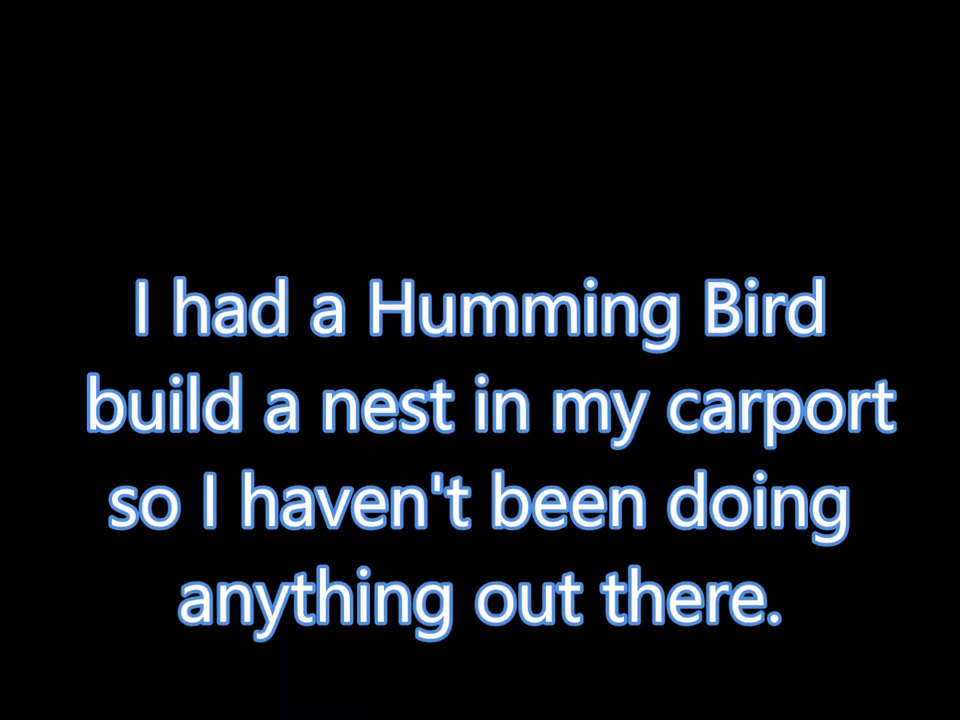 I had a Humming Bird
build a nest in my carport
so I haven't been doing
anything out there.